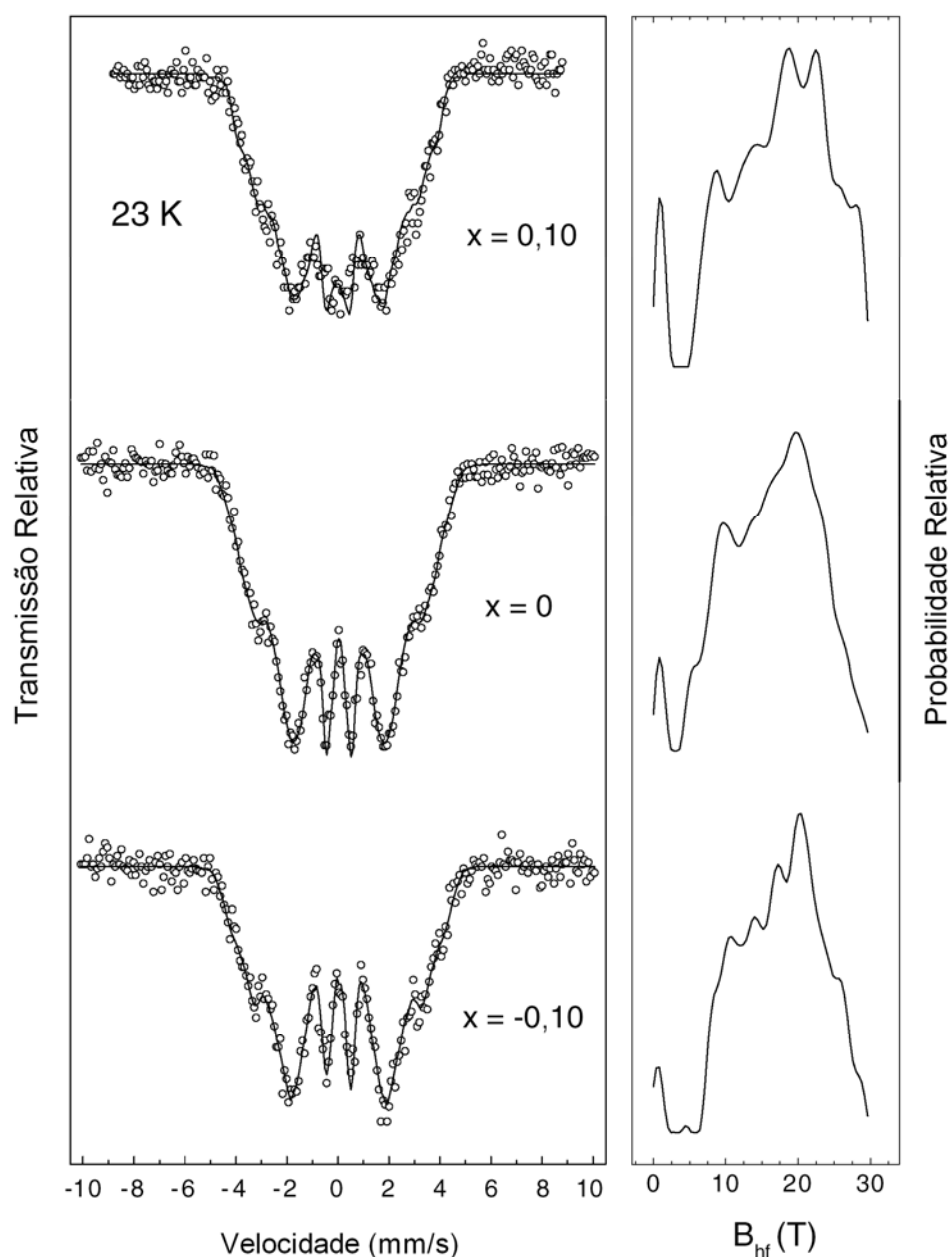 23 K
x = 0,10
x = 0
x = -0,10
Transmissão Relativa
Probabilidade Relativa
-10 -8 -6 -4 -2 0 2 4 6 8 10
0 10 20 30
Velocidade (mm/s)
B_hf (T)